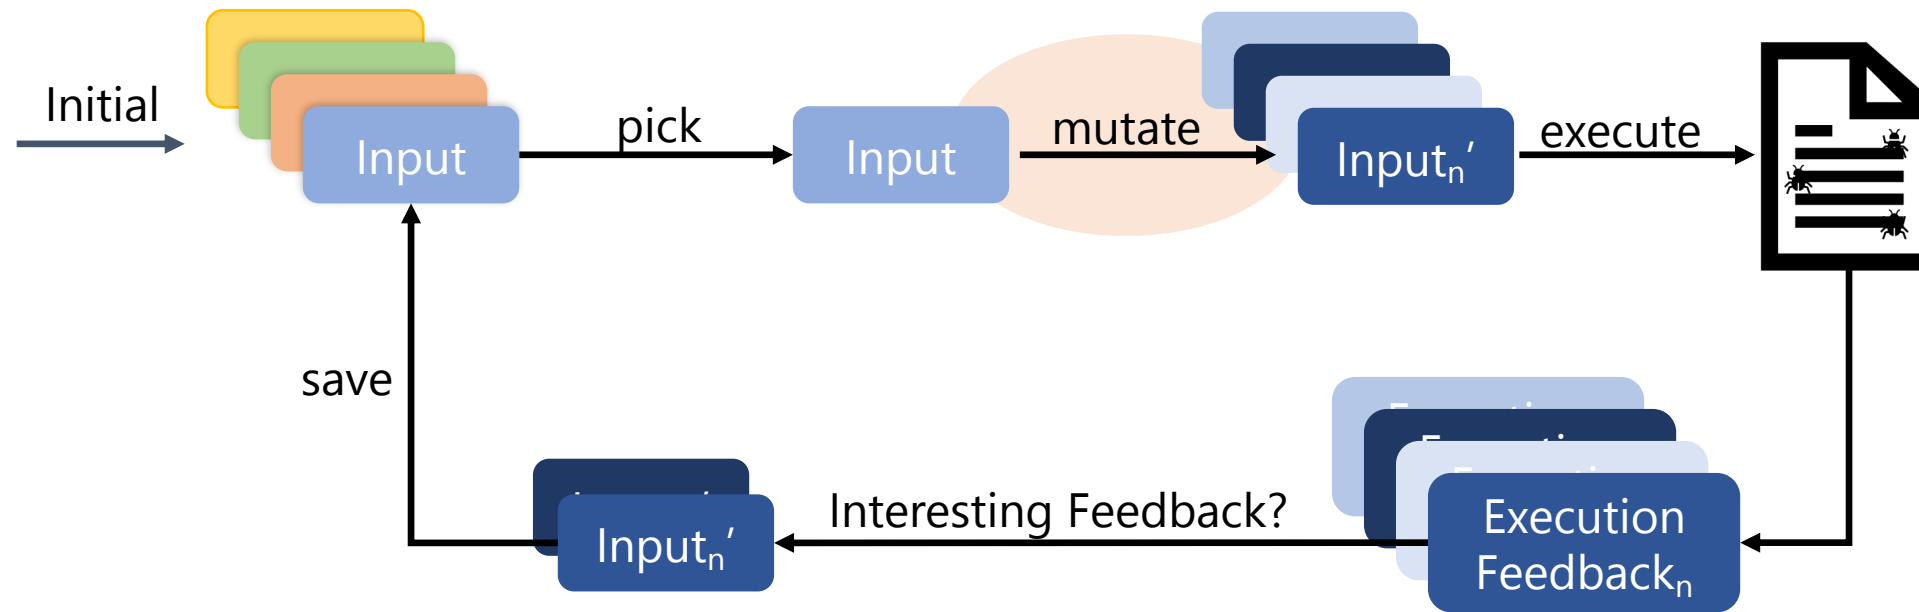 Initial
Input
pick
Input
mutate
Inputₙ′
execute
save
Inputₙ′
Interesting Feedback?
Execution
Feedbackₙ